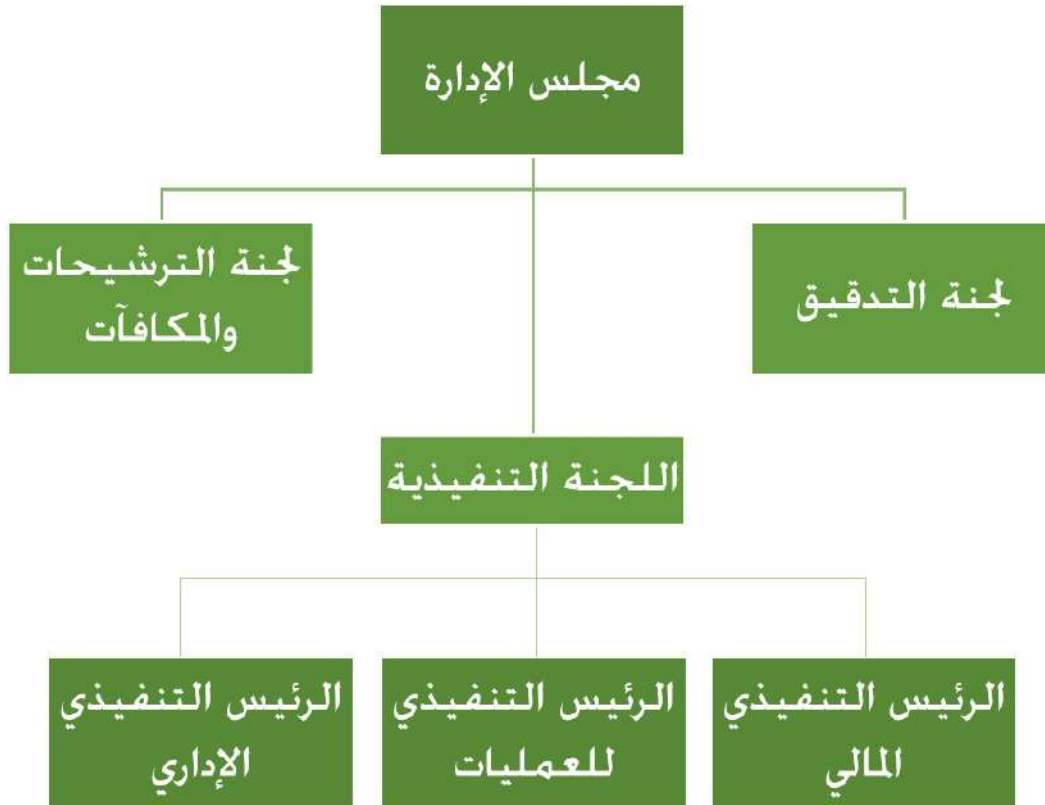 مجلس الإدارة
لجنة التدقيق
لجنة الترشيحات
والمكافآت
اللجنة التنفيذية
الرئيس التنفيذي
المالي
الرئيس التنفيذي
للعمليات
الرئيس التنفيذي
الإداري